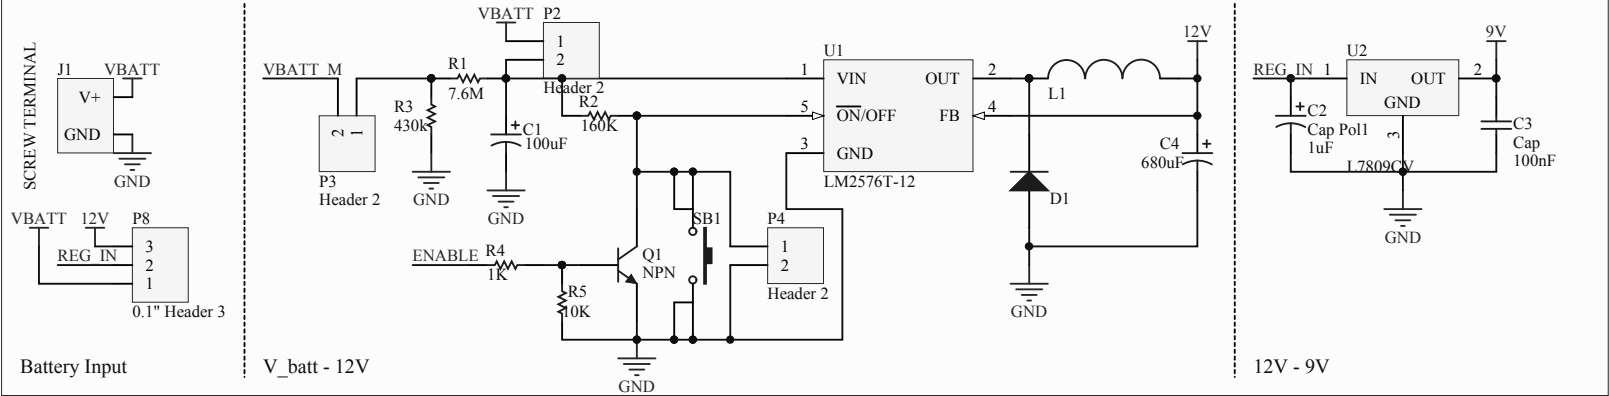 SCREW TERMINAL
J1
VBATT
V+
GND
GND
VBATT
12V
P8
REG_IN
3
2
1
0.1" Header 3
Battery Input
VBATT_M
2
1
P3
Header 2
R3
430k
GND
R1
7.6M
VBATT
P2
1
2
Header 2
C1
100uF
GND
R2
160K
U1
1
VIN
OUT
2
5
ON/OFF
FB
4
3
GND
LM2576T-12
L1
12V
C4
680uF
D1
GND
ENABLE
R4
1K
R5
10K
Q1
NPN
SB1
P4
1
2
Header 2
GND
V_batt - 12V
REG_IN
1
U2
IN
OUT
2
GND
3
L7809CV
9V
C2
Cap Pol1
1uF
C3
Cap
100nF
GND
12V - 9V